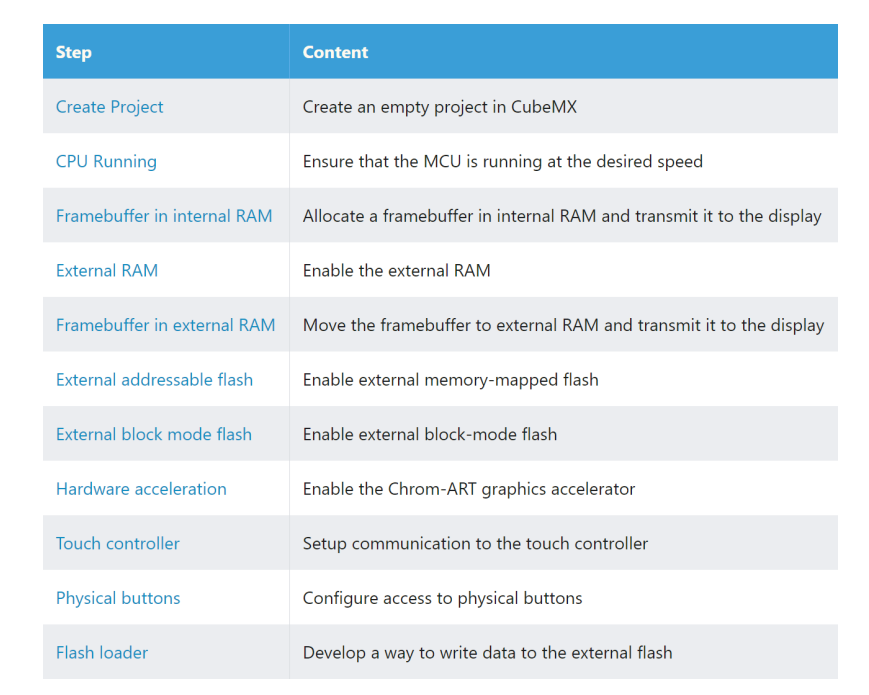 Step Content
Create Project Create an empty project in CubeMX
CPU Running Ensure that the MCU is running at the desired speed
Framebuffer in internal RAM Allocate a framebuffer in internal RAM and transmit it to the display
External RAM Enable the external RAM
Framebuffer in external RAM Move the framebuffer to external RAM and transmit it to the display
External addressable flash Enable external memory-mapped flash
External block mode flash Enable external block-mode flash
Hardware acceleration Enable the Chrom-ART graphics accelerator
Touch controller Setup communication to the touch controller
Physical buttons Configure access to physical buttons
Flash loader Develop a way to write data to the external flash